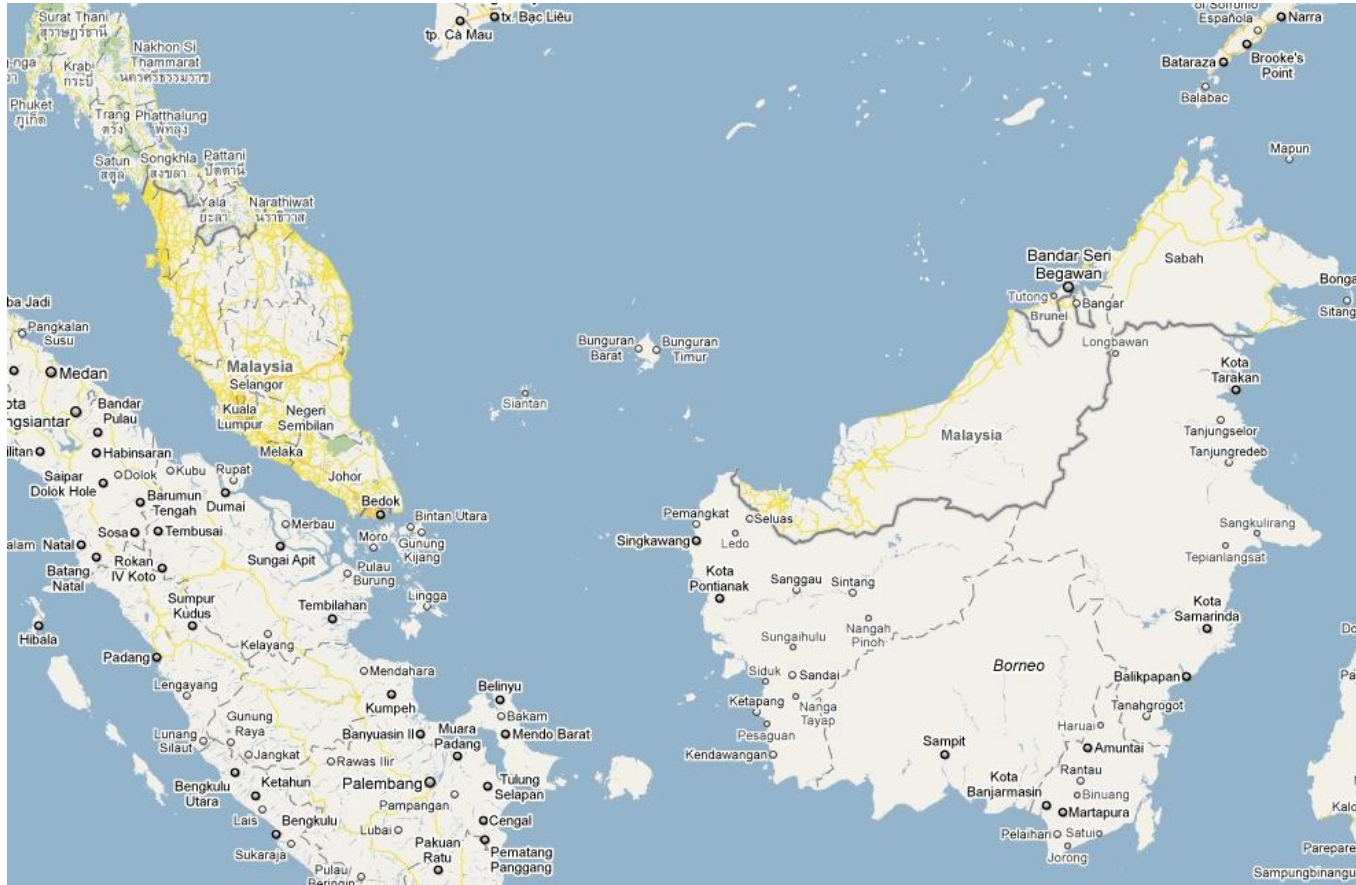 Surat Thani
สุราษฎร์ธานี
Krabi
กระบี่
Nakhon Si
Thammarat
นครศรีธรรมราช
Phuket
ภูเก็ต
Trang
ตรัง
Phatthalung
พัทลุง
Satun
สตูล
Songkhla
สงขลา
Pattani
ปัตตานี
Yala
ยะลา
Narathiwat
นราธิวาส
tx. Bạc Liêu
tp. Cà Mau
Española
Narra
Bataraza
Brooke's
Point
Balabac
Mapun
Bandar Seri
Begawan
Tutong
Brunei
Bangar
Sabah
Longbawan
Kota
Tarakan
Tanjungselor
Tanjungredeb
Sangkulirang
Tepianlangsat
Kota
Samarinda
Balikpapan
Tanahgrogot
Haruai
Amuntai
Rantau
Binuang
Kota
Banjarmasin
Martapura
Pelaihari
Satui
Jorong
Sampit
Borneo
Malaysia
Bunguran
Barat
Bunguran
Timur
Siantan
Pemangkat
Seluas
Singkawang
Ledo
Kota
Pontianak
Sanggau
Sintang
Nangah
Pinoh
Sungaihulu
Siduk
Sandai
Ketapang
Nanga
Tayap
Pesaguan
Kendawangan
Malaysia
Selangor
Kuala
Lumpur
Negeri
Sembilan
Melaka
Johor
Bedok
Bintan Utara
Gunung
Kijang
Moro
Pulau
Burung
Lingga
ba Jadi
Pangkalan
Susu
Medan
ngsiantar
Bandar
Pulau
Habinsaran
Dolok
Kubu
Rupat
Saipar
Dolok Hole
Barumun
Tengah
Dumai
Merbau
Sosa
Tembusai
Sungai Apit
Natal
Batang
Natal
Rokan
IV Koto
Sumpur
Kudus
Tembilahan
Hibala
Padang
Kelayang
Lengayang
Mendahara
Kumpeh
Belinyu
Bakam
Mendo Barat
Gunung
Raya
Lunang
Silaut
Jangkat
Banyuasin II
Muara
Padang
Rawas Ilir
Bengkulu
Utara
Ketahun
Palembang
Tulung
Selapan
Pampangan
Lais
Bengkulu
Lubai
Cengal
Sukaraja
Pakuan
Ratu
Pematang
Panggang
Pulau
Beringin
Bonga
Sitang
Kalo
Parepare
Sampungbinangu